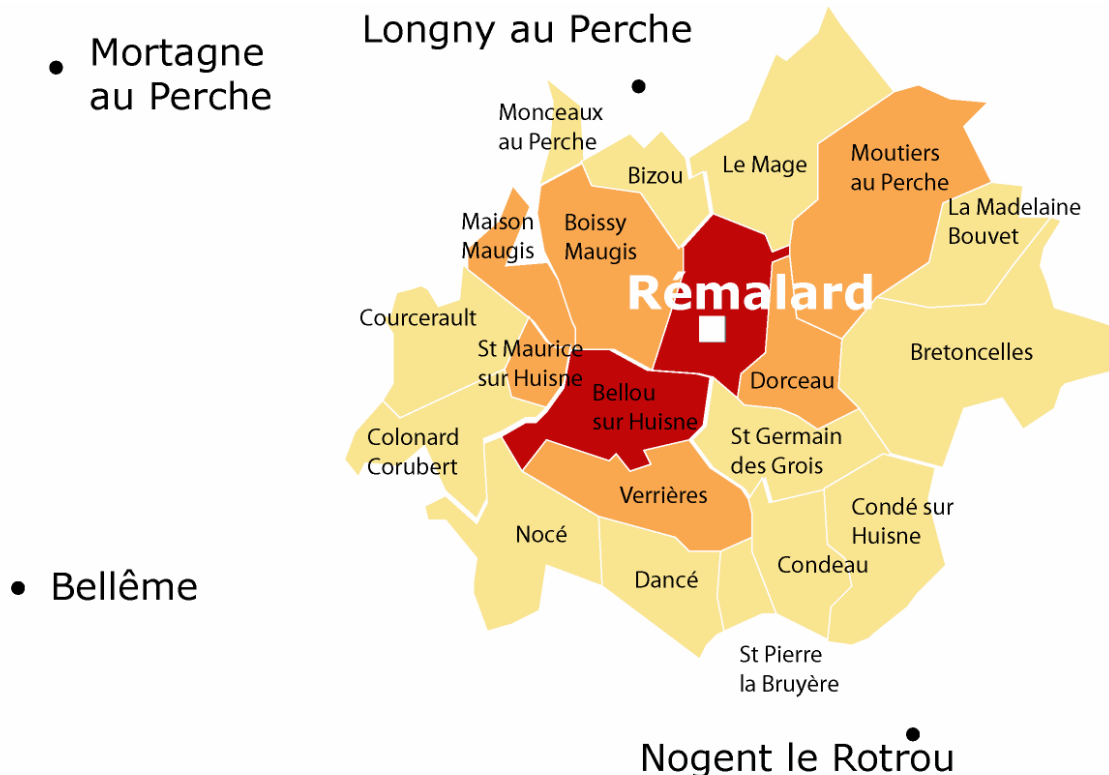 Longny au Perche
Mortagne
au Perche
Monceaux
au Perche
Bizou
Le Mage
Moutiers
au Perche
La Madelaine
Bouvet
Maison
Maugis
Boissy
Maugis
Rémalard
Courcerault
St Maurice
sur Huisne
Bellou
sur Huisne
Dorceau
Bretoncelles
Colonard
Corubert
St Germain
des Grois
Verrières
Condé sur
Huisne
Nocé
Dancé
Condeau
Bellême
St Pierre
la Bruyère
Nogent le Rotrou